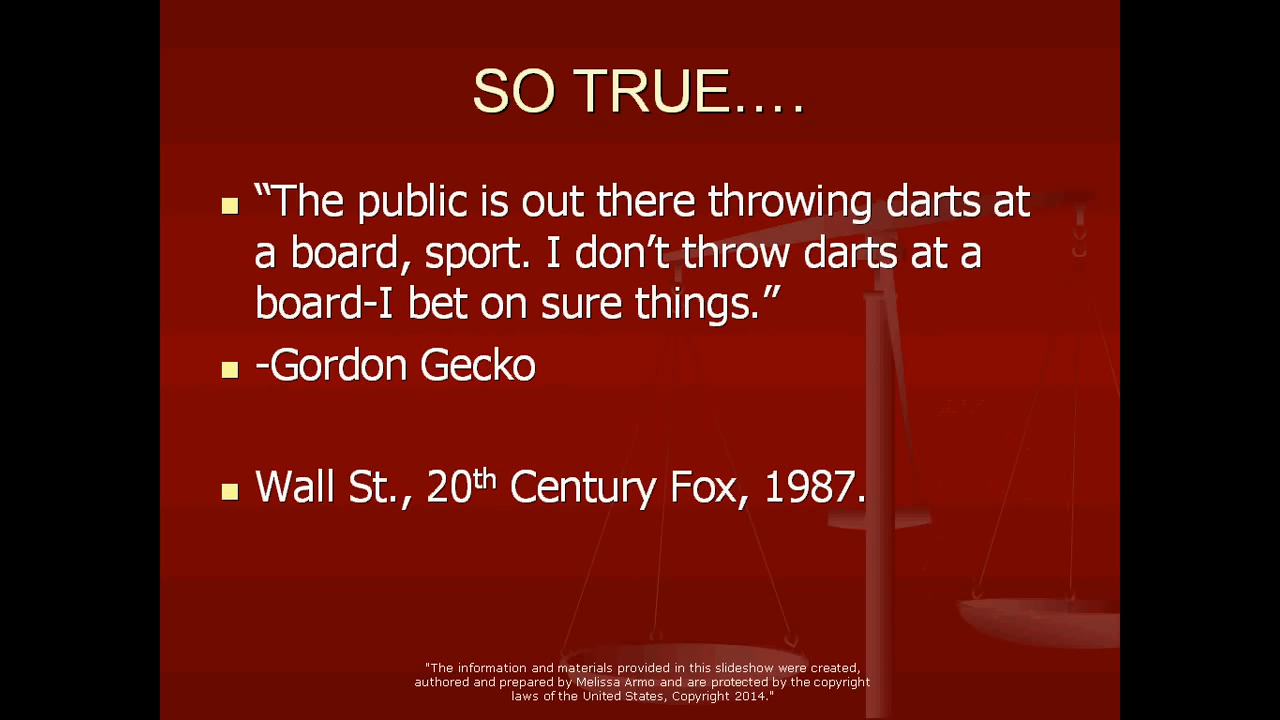 SO TRUE....
“The public is out there throwing darts at
a board, sport. I don’t throw darts at a
board-I bet on sure things.”
-Gordon Gecko
Wall St., 20th Century Fox, 1987.
"The information and materials provided in this slideshow were created,
authored and prepared by Melissa Armo and are protected by the copyright
laws of the United States, Copyright 2014."